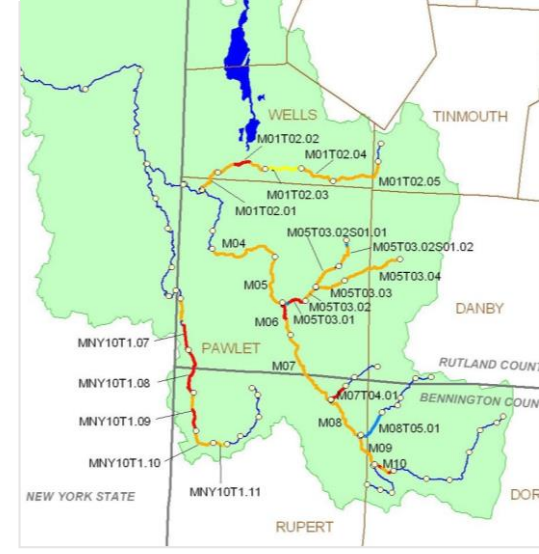 WELLS
TINMOUTH
M01T02.02
M01T02.04
M01T02.05
M01T02.03
M01T02.01
M05T03.02S01.01
M04
M05T03.02S01.02
M05T03.04
M05
M05T03.03
M05T03.02
DANBY
M06
M05T03.01
MNY10T1.07
PAWLET
RUTLAND COUNT
M07
MNY10T1.08
M07T04.01
BENNINGTON COUN
MNY10T1.09
M08
M08T05.01
M09
MNY10T1.10
M10
MNY10T1.11
NEW YORK STATE
DOR
RUPERT